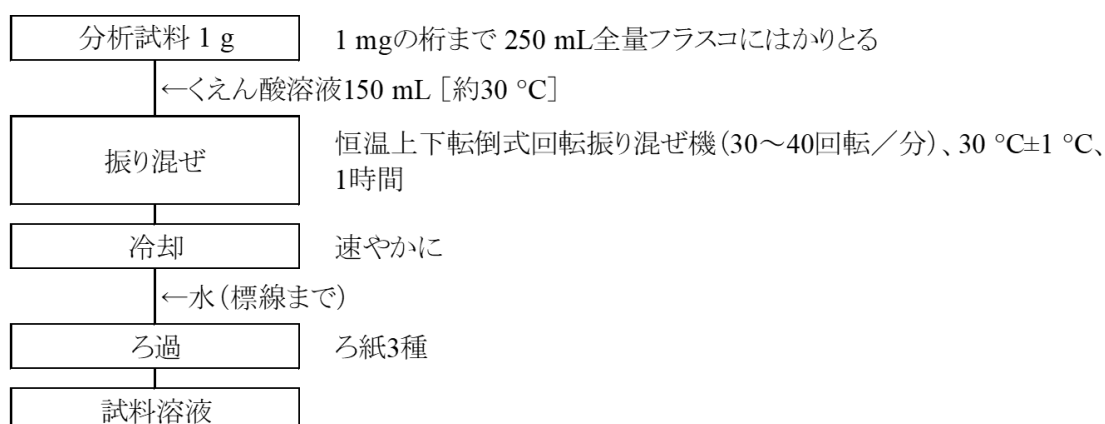 分析試料 1 g
1 mgの桁まで 250 mL全量フラスコにはかりとる
←くえん酸溶液150 mL [約30 °C]
振り混ぜ
恒温上下転倒式回転振り混ぜ機(30～40回転／分)、30 °C±1 °C、
1時間
冷却
速やかに
←水(標線まで)
ろ過
ろ紙3種
試料溶液